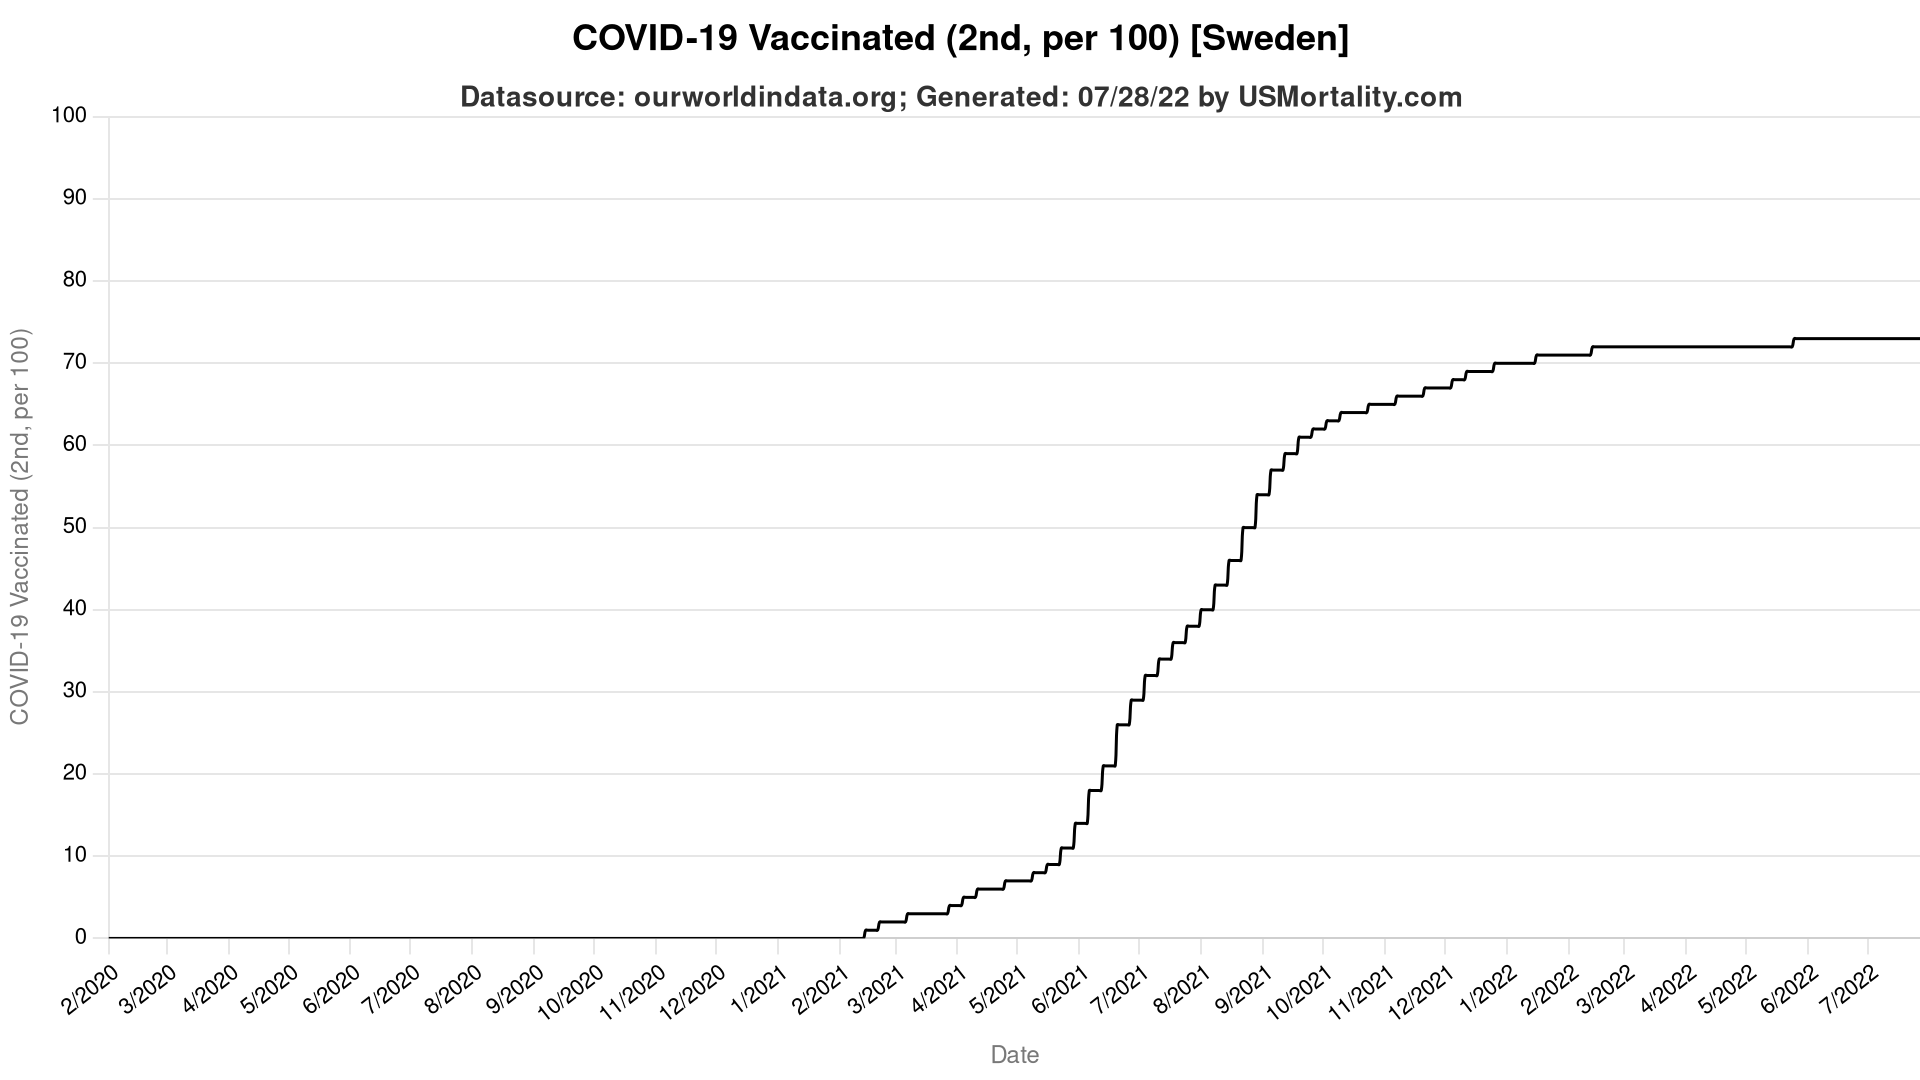 COVID-19 Vaccinated (2nd, per 100) [Sweden]
Datasource: ourworldindata.org; Generated: 07/28/22 by USMortality.com
100
90
80
70
60
50
40
30
20
10
0
COVID-19 Vaccinated (2nd, per 100)
2/2020 3/2020 4/2020 5/2020 6/2020 7/2020 8/2020 9/2020 10/2020 11/2020 12/2020 1/2021 2/2021 3/2021 4/2021 5/2021 6/2021 7/2021 8/2021 9/2021 10/2021 11/2021 12/2021 1/2022 2/2022 3/2022 4/2022 5/2022 6/2022 7/2022
Date